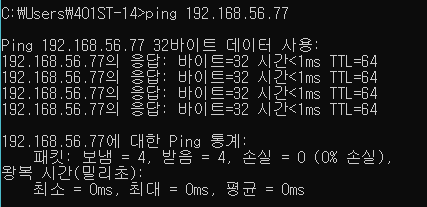 C:\Users\401ST-14>ping 192.168.56.77
Ping 192.168.56.77 32바이트 데이터 사용:
192.168.56.77의 응답: 바이트=32 시간<1ms TTL=64
192.168.56.77의 응답: 바이트=32 시간<1ms TTL=64
192.168.56.77의 응답: 바이트=32 시간<1ms TTL=64
192.168.56.77의 응답: 바이트=32 시간<1ms TTL=64
192.168.56.77에 대한 Ping 통계:
패킷: 보냄 = 4, 받음 = 4, 손실 = 0 (0% 손실),
왕복 시간(밀리초):
최소 = 0ms, 최대 = 0ms, 평균 = 0ms